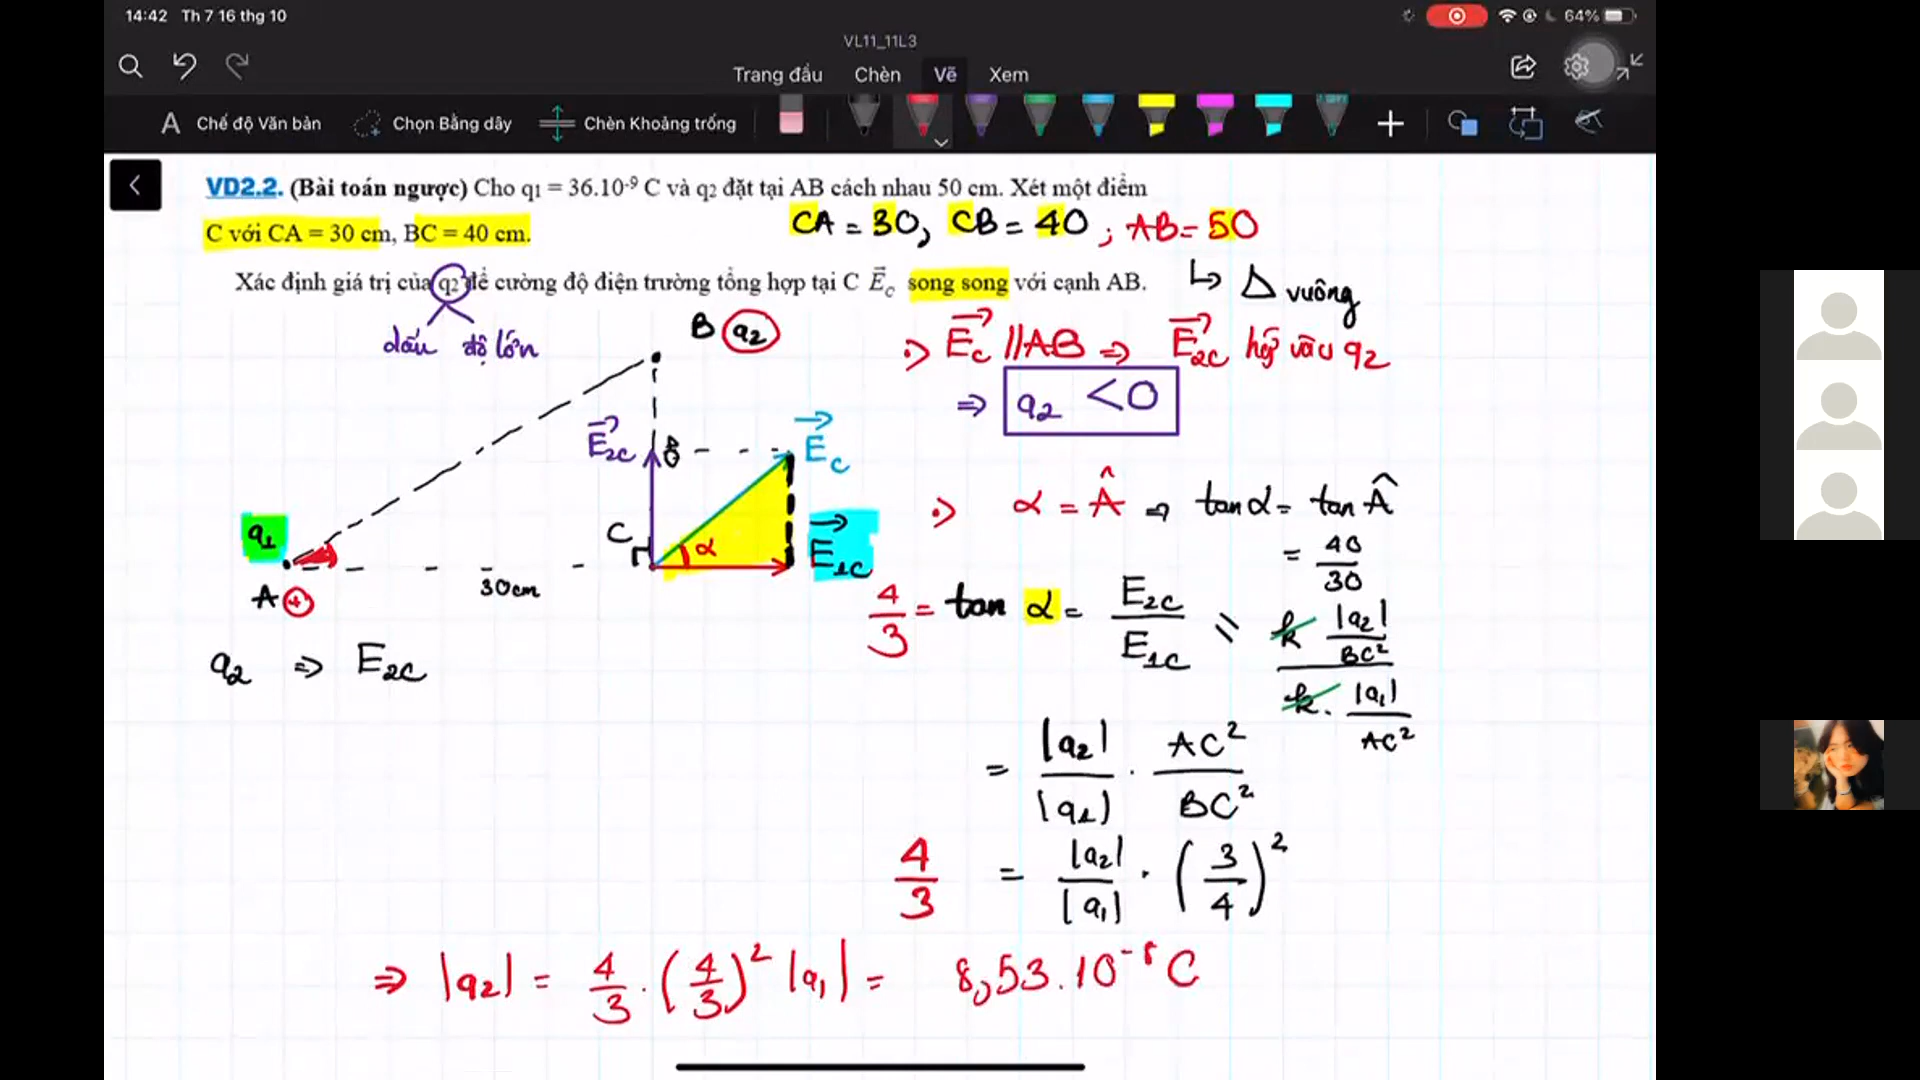 14:42 Th 7 16 thg 10
64%
VL11_11L3
Trang đầu Chèn Vẽ Xem
Chế độ Văn bản Chọn Bằng dây Chèn Khoảng trống
VD2.2. (Bài toán ngược) Cho q₁ = 36.10⁻⁹ C và q₂ đặt tại AB cách nhau 50 cm. Xét một điểm
C với CA = 30 cm, BC = 40 cm.
CA = 30, CB = 40 ; AB = 50
Xác định giá trị của q₂ để cường độ điện trường tổng hợp tại C E⃗c song song với cạnh AB.
↳ Δ vuông
dấu độ lớn
B q₂
E⃗c // AB ⇒ E⃗₂c hg vào q₂
⇒ q₂ < 0
E⃗₂c
E⃗c
α = Â ⇒ tanα = tanÂ
= 40/30
q₁
C
α
E⃗₁c
A +
30cm
4/3 = tan α = E₂c/E₁c = (k |q₂|/BC²)/(k. |q₁|/AC²)
q₂ ⇒ E₂c
= |q₂|/|q₁| . AC²/BC²
4/3 = |q₂|/|q₁| . (3/4)²
⇒ |q₂| = 4/3 . (4/3)² |q₁| = 8,53.10⁻⁸ C